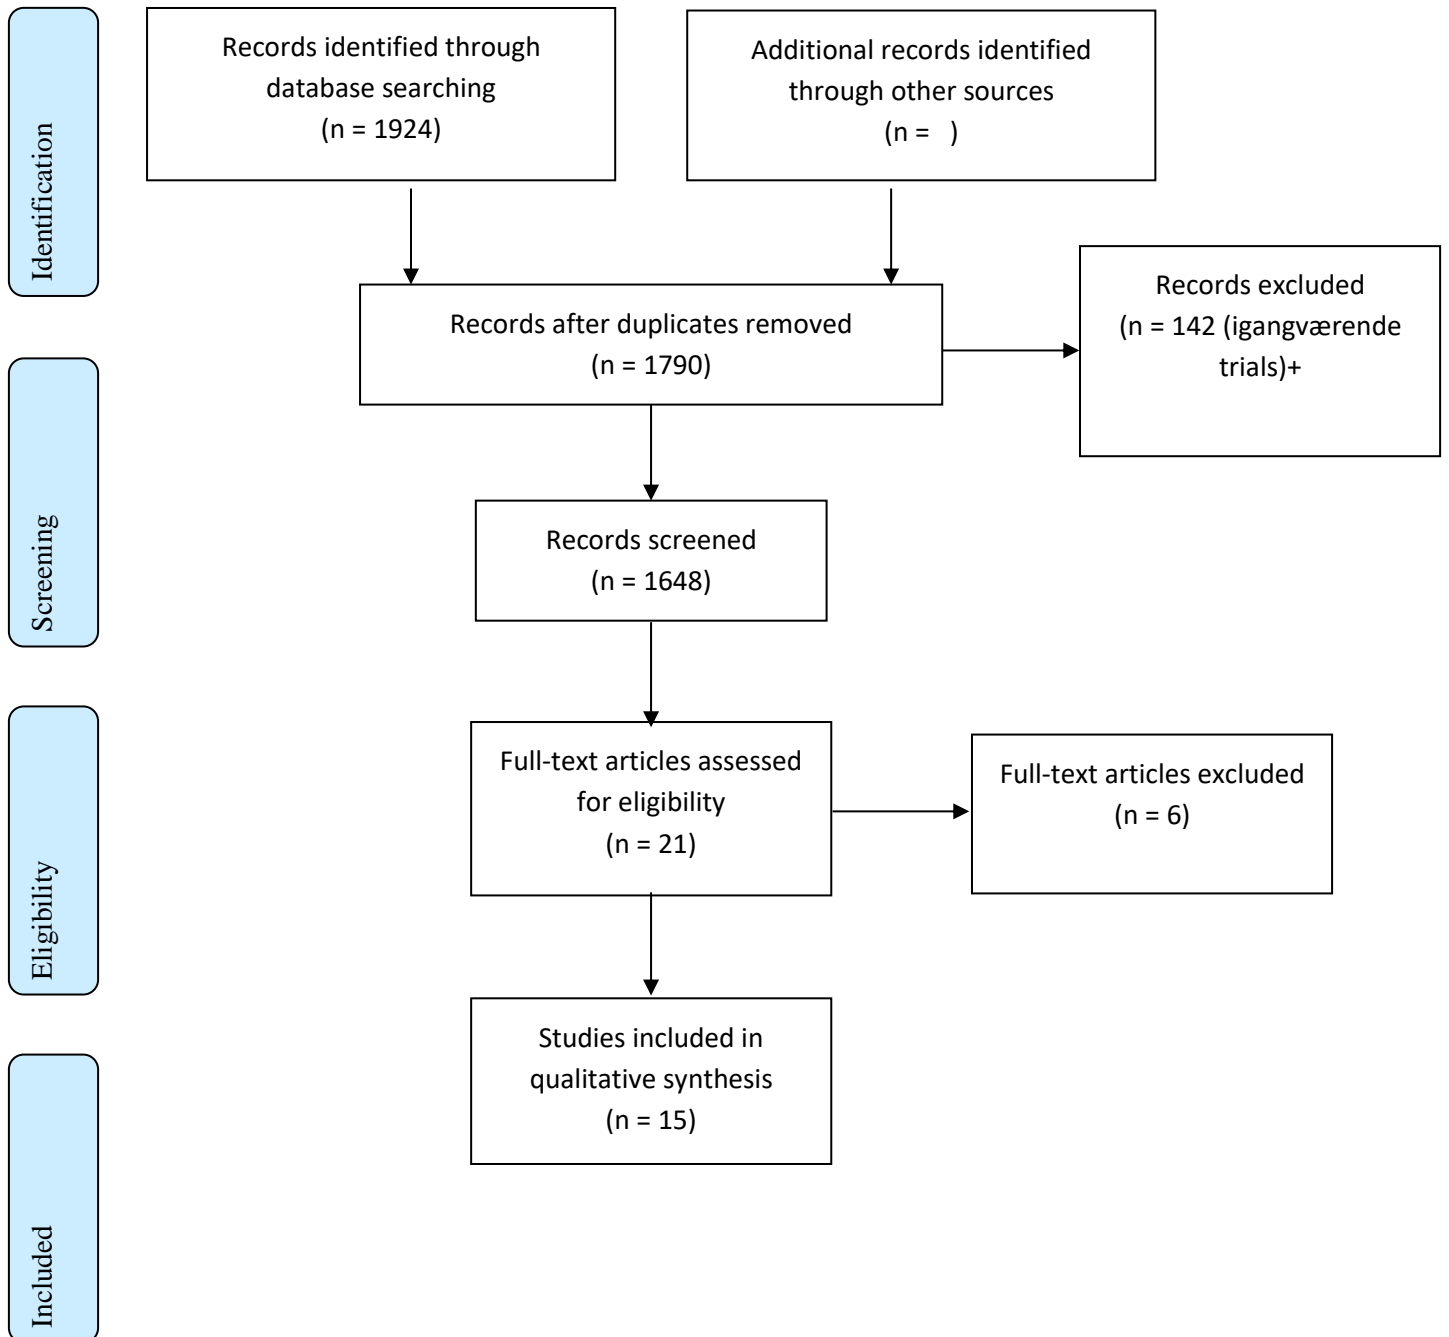 Identification
Records identified through
database searching
(n = 1924)
Additional records identified
through other sources
(n =   )
Records after duplicates removed
(n = 1790)
Records excluded
(n = 142 (igangværende
trials)+
Screening
Records screened
(n = 1648)
Eligibility
Full-text articles assessed
for eligibility
(n = 21)
Full-text articles excluded
(n = 6)
Included
Studies included in
qualitative synthesis
(n = 15)